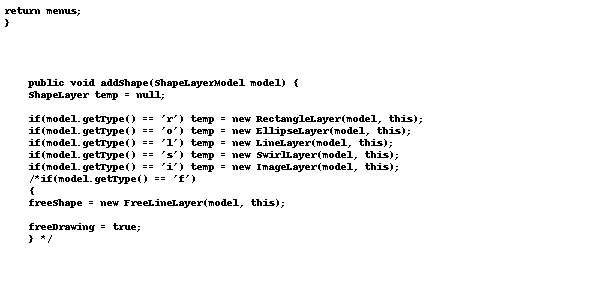 return menus;
}
public void addShape(ShapeLayerModel model) {
ShapeLayer temp = null;
if(model.getType() == 'r') temp = new RectangleLayer(model, this);
if(model.getType() == 'o') temp = new EllipseLayer(model, this);
if(model.getType() == 'l') temp = new LineLayer(model, this);
if(model.getType() == 's') temp = new SwirlLayer(model, this);
if(model.getType() == 'i') temp = new ImageLayer(model, this);
/*if(model.getType() == 'f')
{
freeShape = new FreeLineLayer(model, this);
freeDrawing = true;
} */